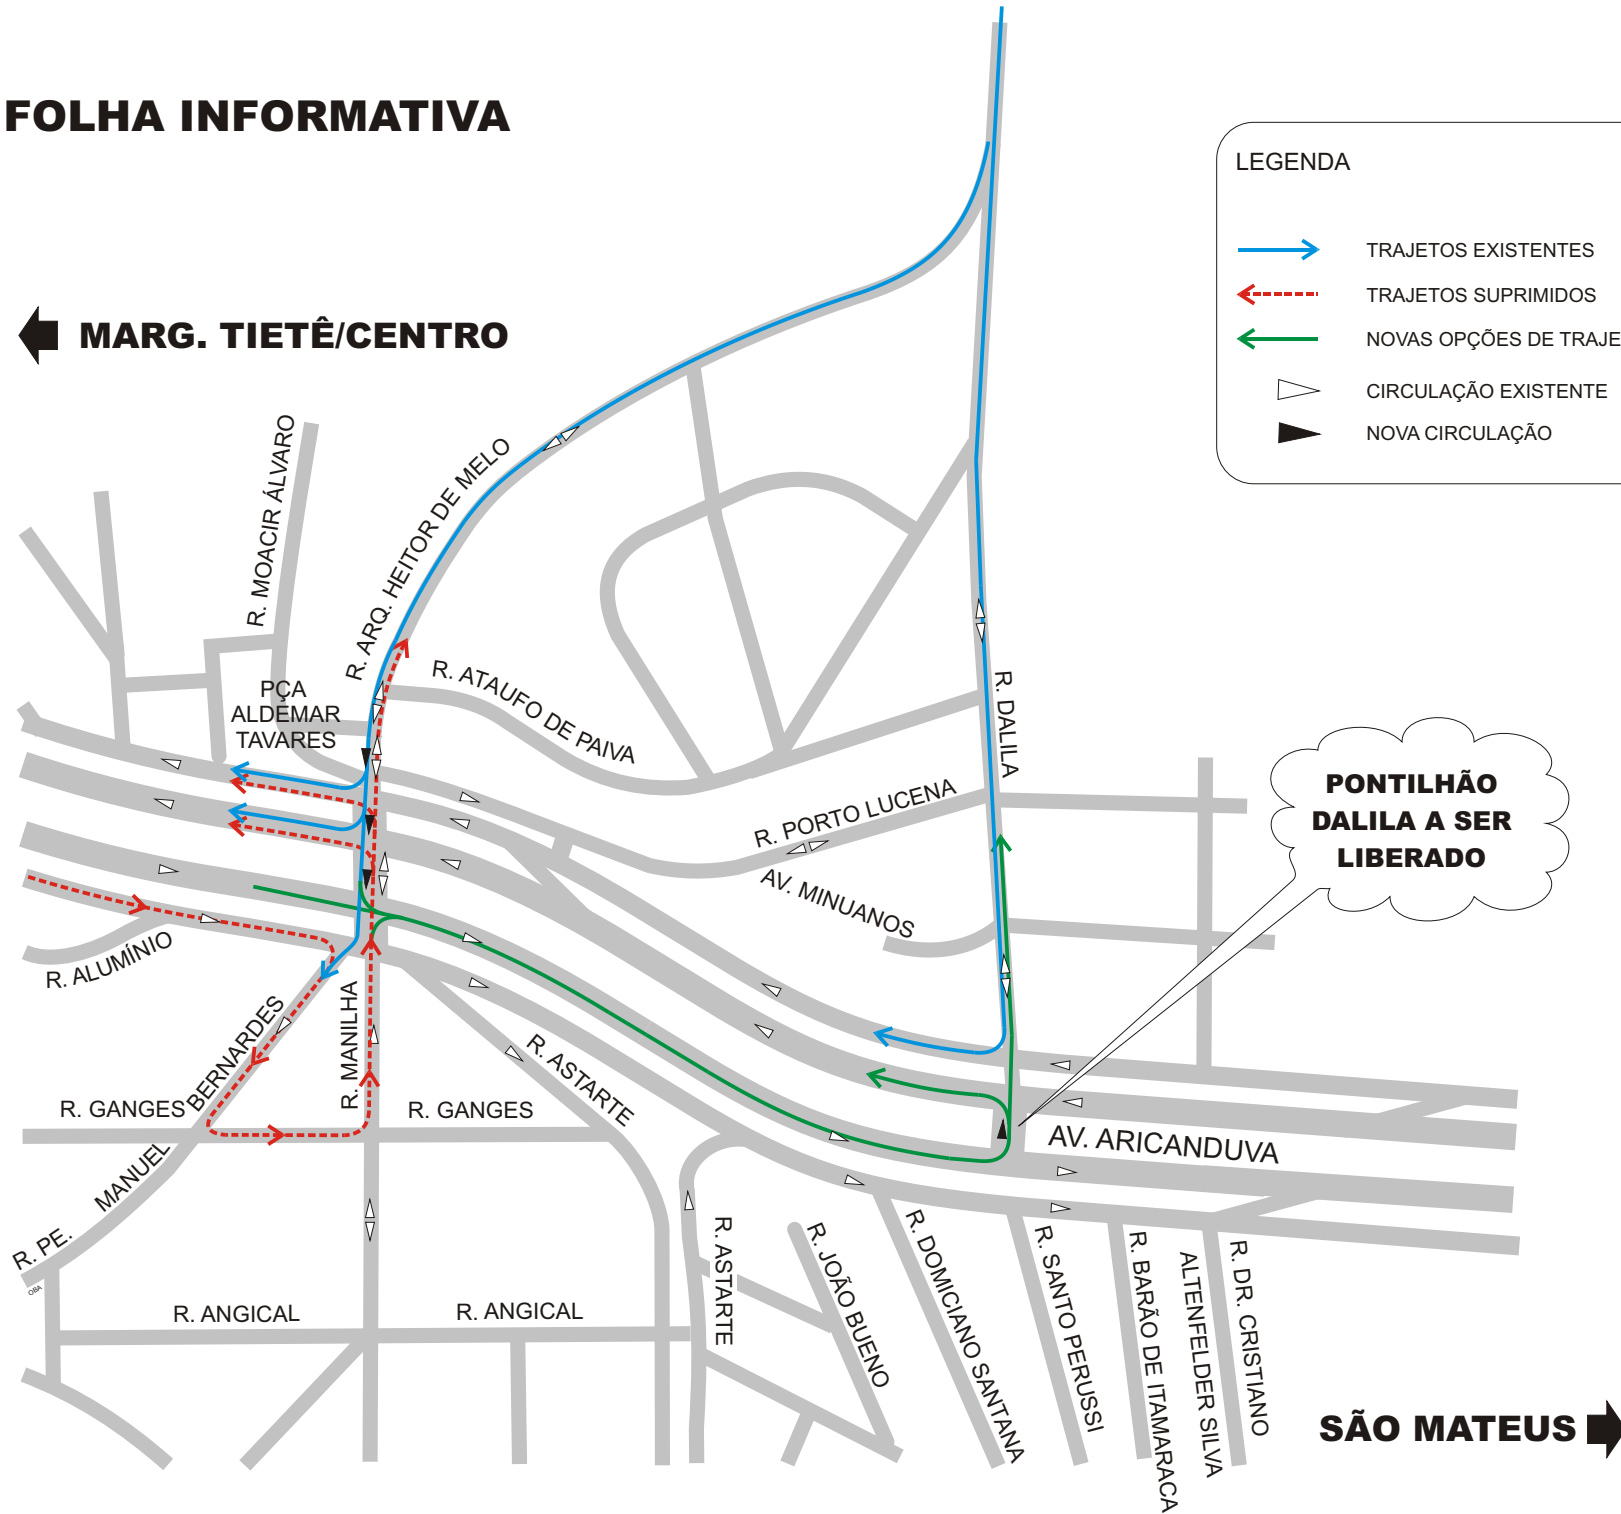 FOLHA INFORMATIVA
LEGENDA
TRAJETOS EXISTENTES
TRAJETOS SUPRIMIDOS
NOVAS OPÇÕES DE TRAJE
CIRCULAÇÃO EXISTENTE
NOVA CIRCULAÇÃO
MARG. TIETÊ/CENTRO
R. MOACIR ÁLVARO
R. ARQ. HEITOR DE MELO
R. ATAUFO DE PAIVA
PÇA
ALDEMAR
TAVARES
R. DALILA
R. PORTO LUCENA
AV. MINUANOS
PONTILHÃO
DALILA A SER
LIBERADO
R. ALUMÍNIO
R. MANILHA
R. ASTARTE
R. GANGES
R. GANGES
R. PE. MANUEL BERNARDES
AV. ARICANDUVA
OBA
R. ANGICAL
R. ANGICAL
R. ASTARTE
R. JOÃO BUENO
R. DOMICIANO SANTANA
R. SANTO PERUSSI
R. BARÃO DE ITAMARACA
R. DR. CRISTIANO
ALTENFELDER SILVA
SÃO MATEUS